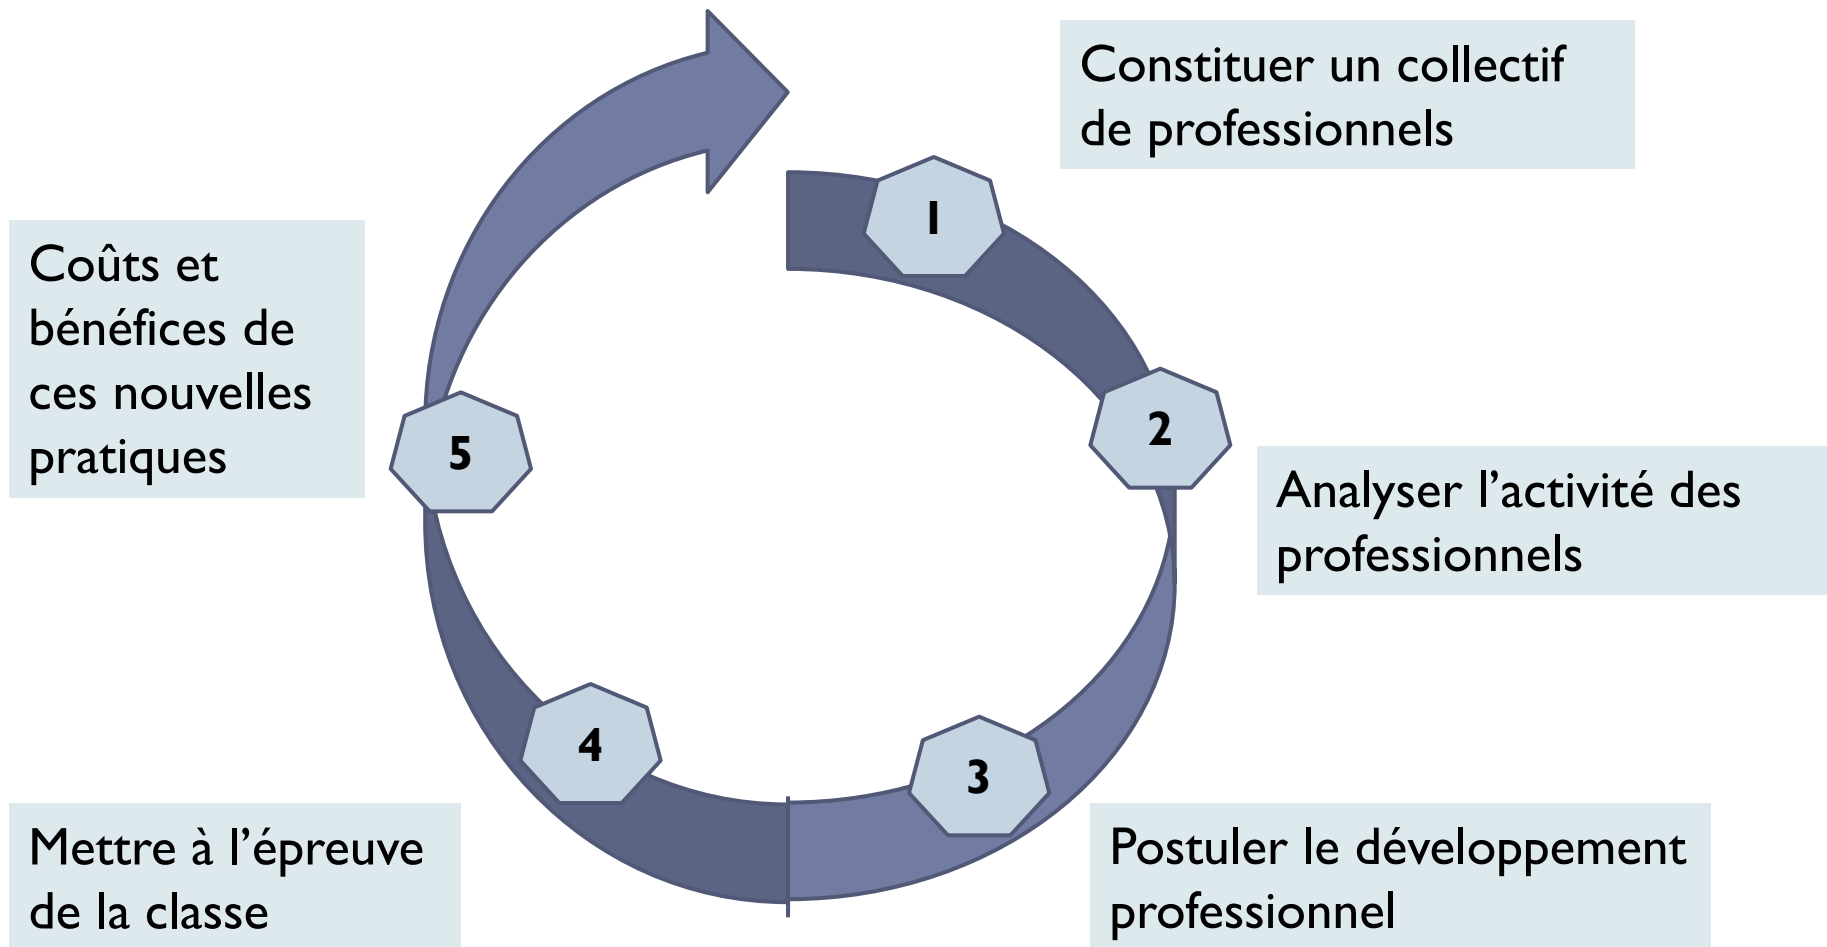 1
Constituer un collectif
de professionnels
2
Analyser l’activité des
professionnels
3
Postuler le développement
professionnel
4
Mettre à l’épreuve
de la classe
5
Coûts et
bénéfices de
ces nouvelles
pratiques